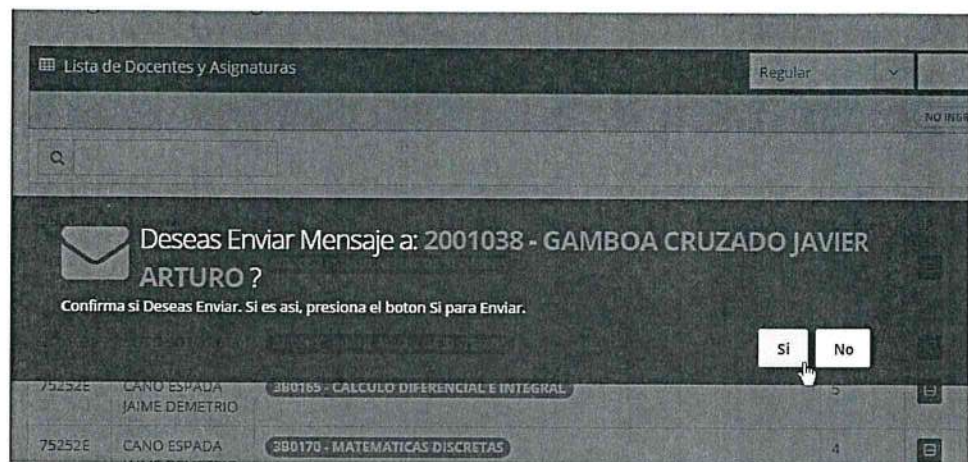 Lista de Docentes y Asignaturas
Regular
NO INGR
Deseas Enviar Mensaje a: 2001038 - GAMBOA CRUZADO JAVIER
ARTURO ?
Confirma si Deseas Enviar. Si es asi, presiona el boton Si para Enviar.
Si No
75252E CANO ESPADA 3B0165 - CALCULO DIFERENCIAL E INTEGRAL 5
JAIME DEMETRIO
75252E CANO ESPADA 3B0170 - MATEMATICAS DISCRETAS 4